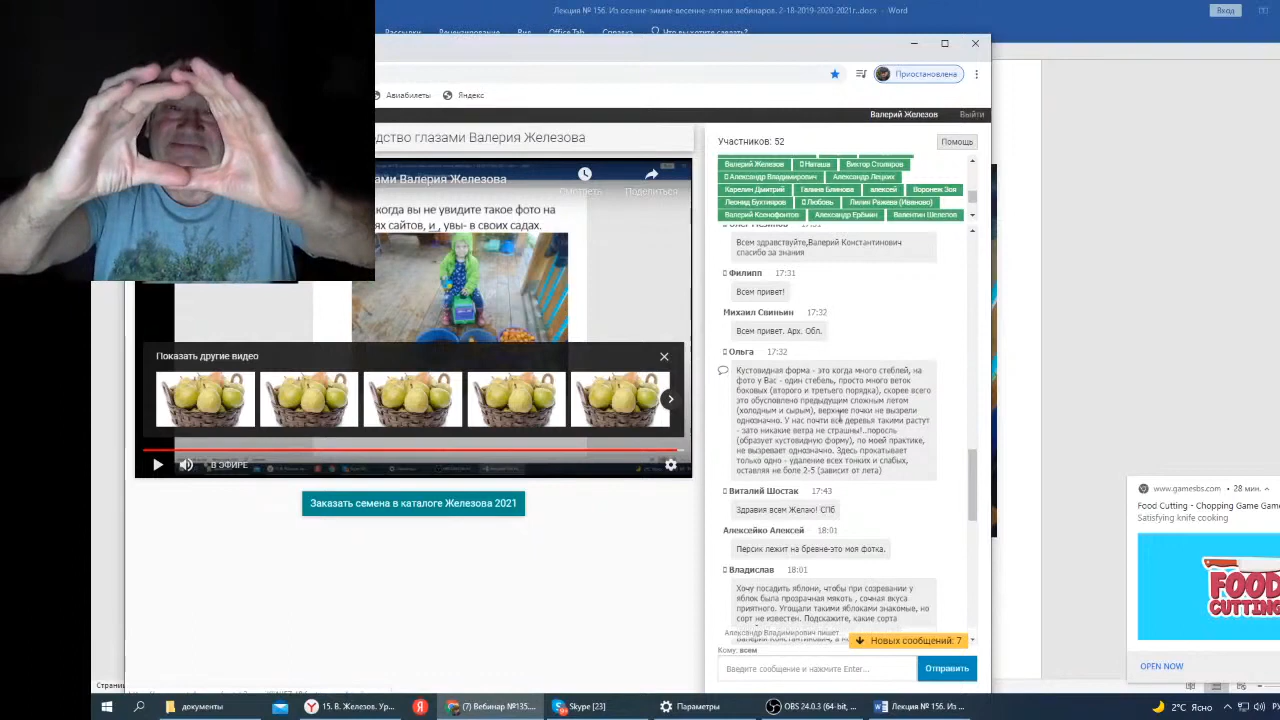 Лекция № 156. Из осенне-зимне-весенне-летних вебинаров. 2-18-2019-2020-2021г..docx - Word
Вход
Рассылки Рецензирование Вид Office Tab Справка Что вы хотите сделать?
Приостановлена
Авиабилеты Яндекс
Валерий Железов Выйти
дство глазами Валерия Железова
Участников: 52
Помощь
ами Валерия Железова
Смотреть
Поделиться
когда вы не увидите такое фото на
ях сайтов, и , увы- в своих садах.
Показать другие видео
В ЭФИРЕ
Заказать семена в каталоге Железова 2021
Валерий Железов Наташа Виктор Столяров
Александр Владимирович Александр Лецких
Карелин Дмитрий Галина Блинова алексей Воронеж Зоя
Леонид Бухтияров Любовь Лилия Ражева (Иваново)
Валерий Ксенофонтов Александр Ерёмин Валентин Шелепов
Всем здравствуйте,Валерий Константинович
спасибо за знания
Филипп 17:31
Всем привет!
Михаил Свиньин 17:32
Всем привет. Арх. Обл.
Ольга 17:32
Кустовидная форма - это когда много стеблей, на
фото у Вас - один стебель, просто много веток
боковых (второго и третьего порядка), скорее всего
это обусловлено предыдущим сложным летом
(холодным и сырым), верхние почки не вызрели
однозначно. У нас почти все деревья такими растут
- зато никакие ветра не страшны!..поросль
(образует кустовидную форму), по моей практике,
не вызревает однозначно. Здесь прокатывает
только одно - удаление всех тонких и слабых,
оставляя не боле 2-5 (зависит от лета)
Виталий Шостак 17:43
Здравия всем Желаю! СПб
Алексейко Алексей 18:01
Персик лежит на бревне-это моя фотка.
Владислав 18:01
Хочу посадить яблони, чтобы при созревании у
яблок была прозрачная мякоть , сочная вкуса
приятного. Угощали такими яблоками знакомые, но
сорт не известен. Подскажите, какие сорта
Александр Владимирович пишет
Новых сообщений: 7
Кому: всем
Введите сообщение и нажмите Enter...
Отправить
www.gamesbs.com • 28 мин.
Food Cutting - Chopping Game
Satisfying knife cooking
FOOD
CUTTING
OPEN NOW
Страни
документы
15. В. Железов. Ур...
(7) Вебинар №135....
Skype [23]
Параметры
OBS 24.0.3 (64-bit, ...
Лекция № 156. Из ...
2°C Ясно